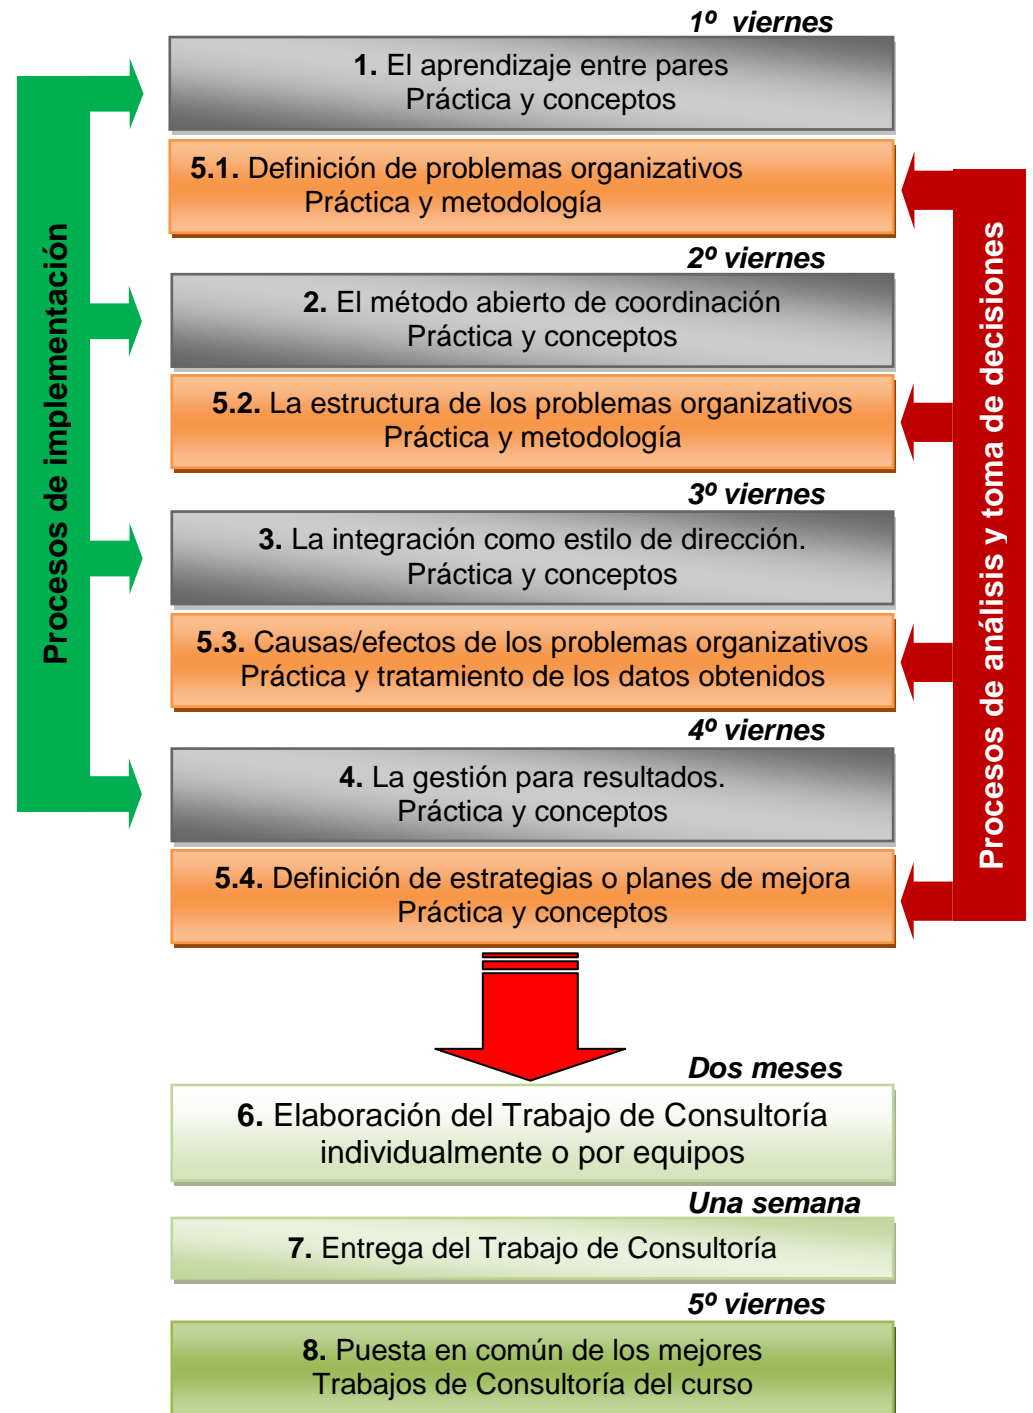 1º viernes
1. El aprendizaje entre pares
Práctica y conceptos
5.1. Definición de problemas organizativos
Práctica y metodología
2º viernes
2. El método abierto de coordinación
Práctica y conceptos
5.2. La estructura de los problemas organizativos
Práctica y metodología
3º viernes
3. La integración como estilo de dirección.
Práctica y conceptos
5.3. Causas/efectos de los problemas organizativos
Práctica y tratamiento de los datos obtenidos
4º viernes
4. La gestión para resultados.
Práctica y conceptos
5.4. Definición de estrategias o planes de mejora
Práctica y conceptos
Procesos de implementación
Procesos de análisis y toma de decisiones
Dos meses
6. Elaboración del Trabajo de Consultoría
individualmente o por equipos
Una semana
7. Entrega del Trabajo de Consultoría
5º viernes
8. Puesta en común de los mejores
Trabajos de Consultoría del curso